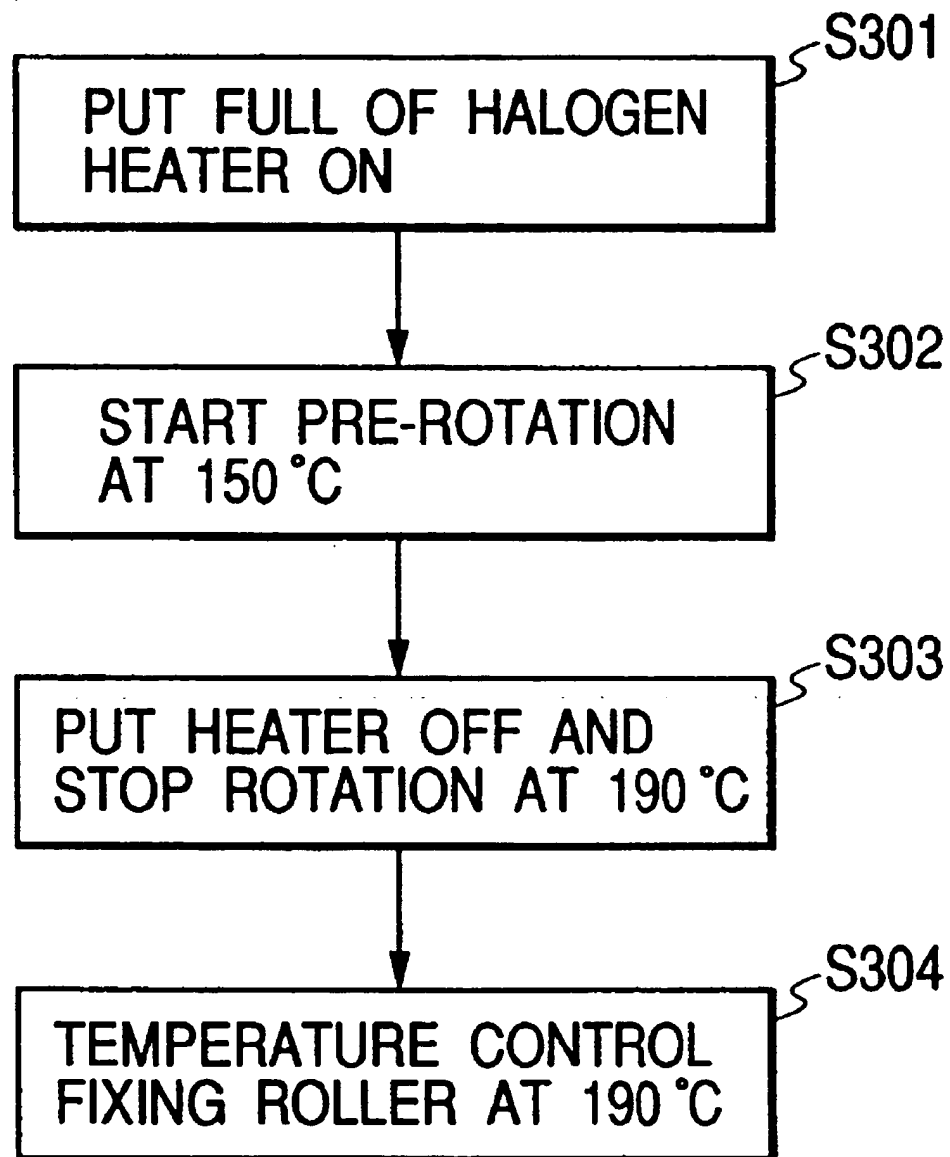 S301
PUT FULL OF HALOGEN
HEATER ON
S302
START PRE-ROTATION
AT 150°C
S303
PUT HEATER OFF AND
STOP ROTATION AT 190°C
S304
TEMPERATURE CONTROL
FIXING ROLLER AT 190°C